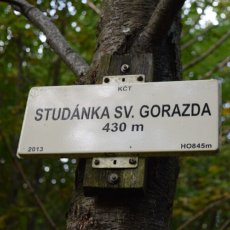 KČT
STUDÁNKA SV. GORAZDA
430 m
2013 HO845m